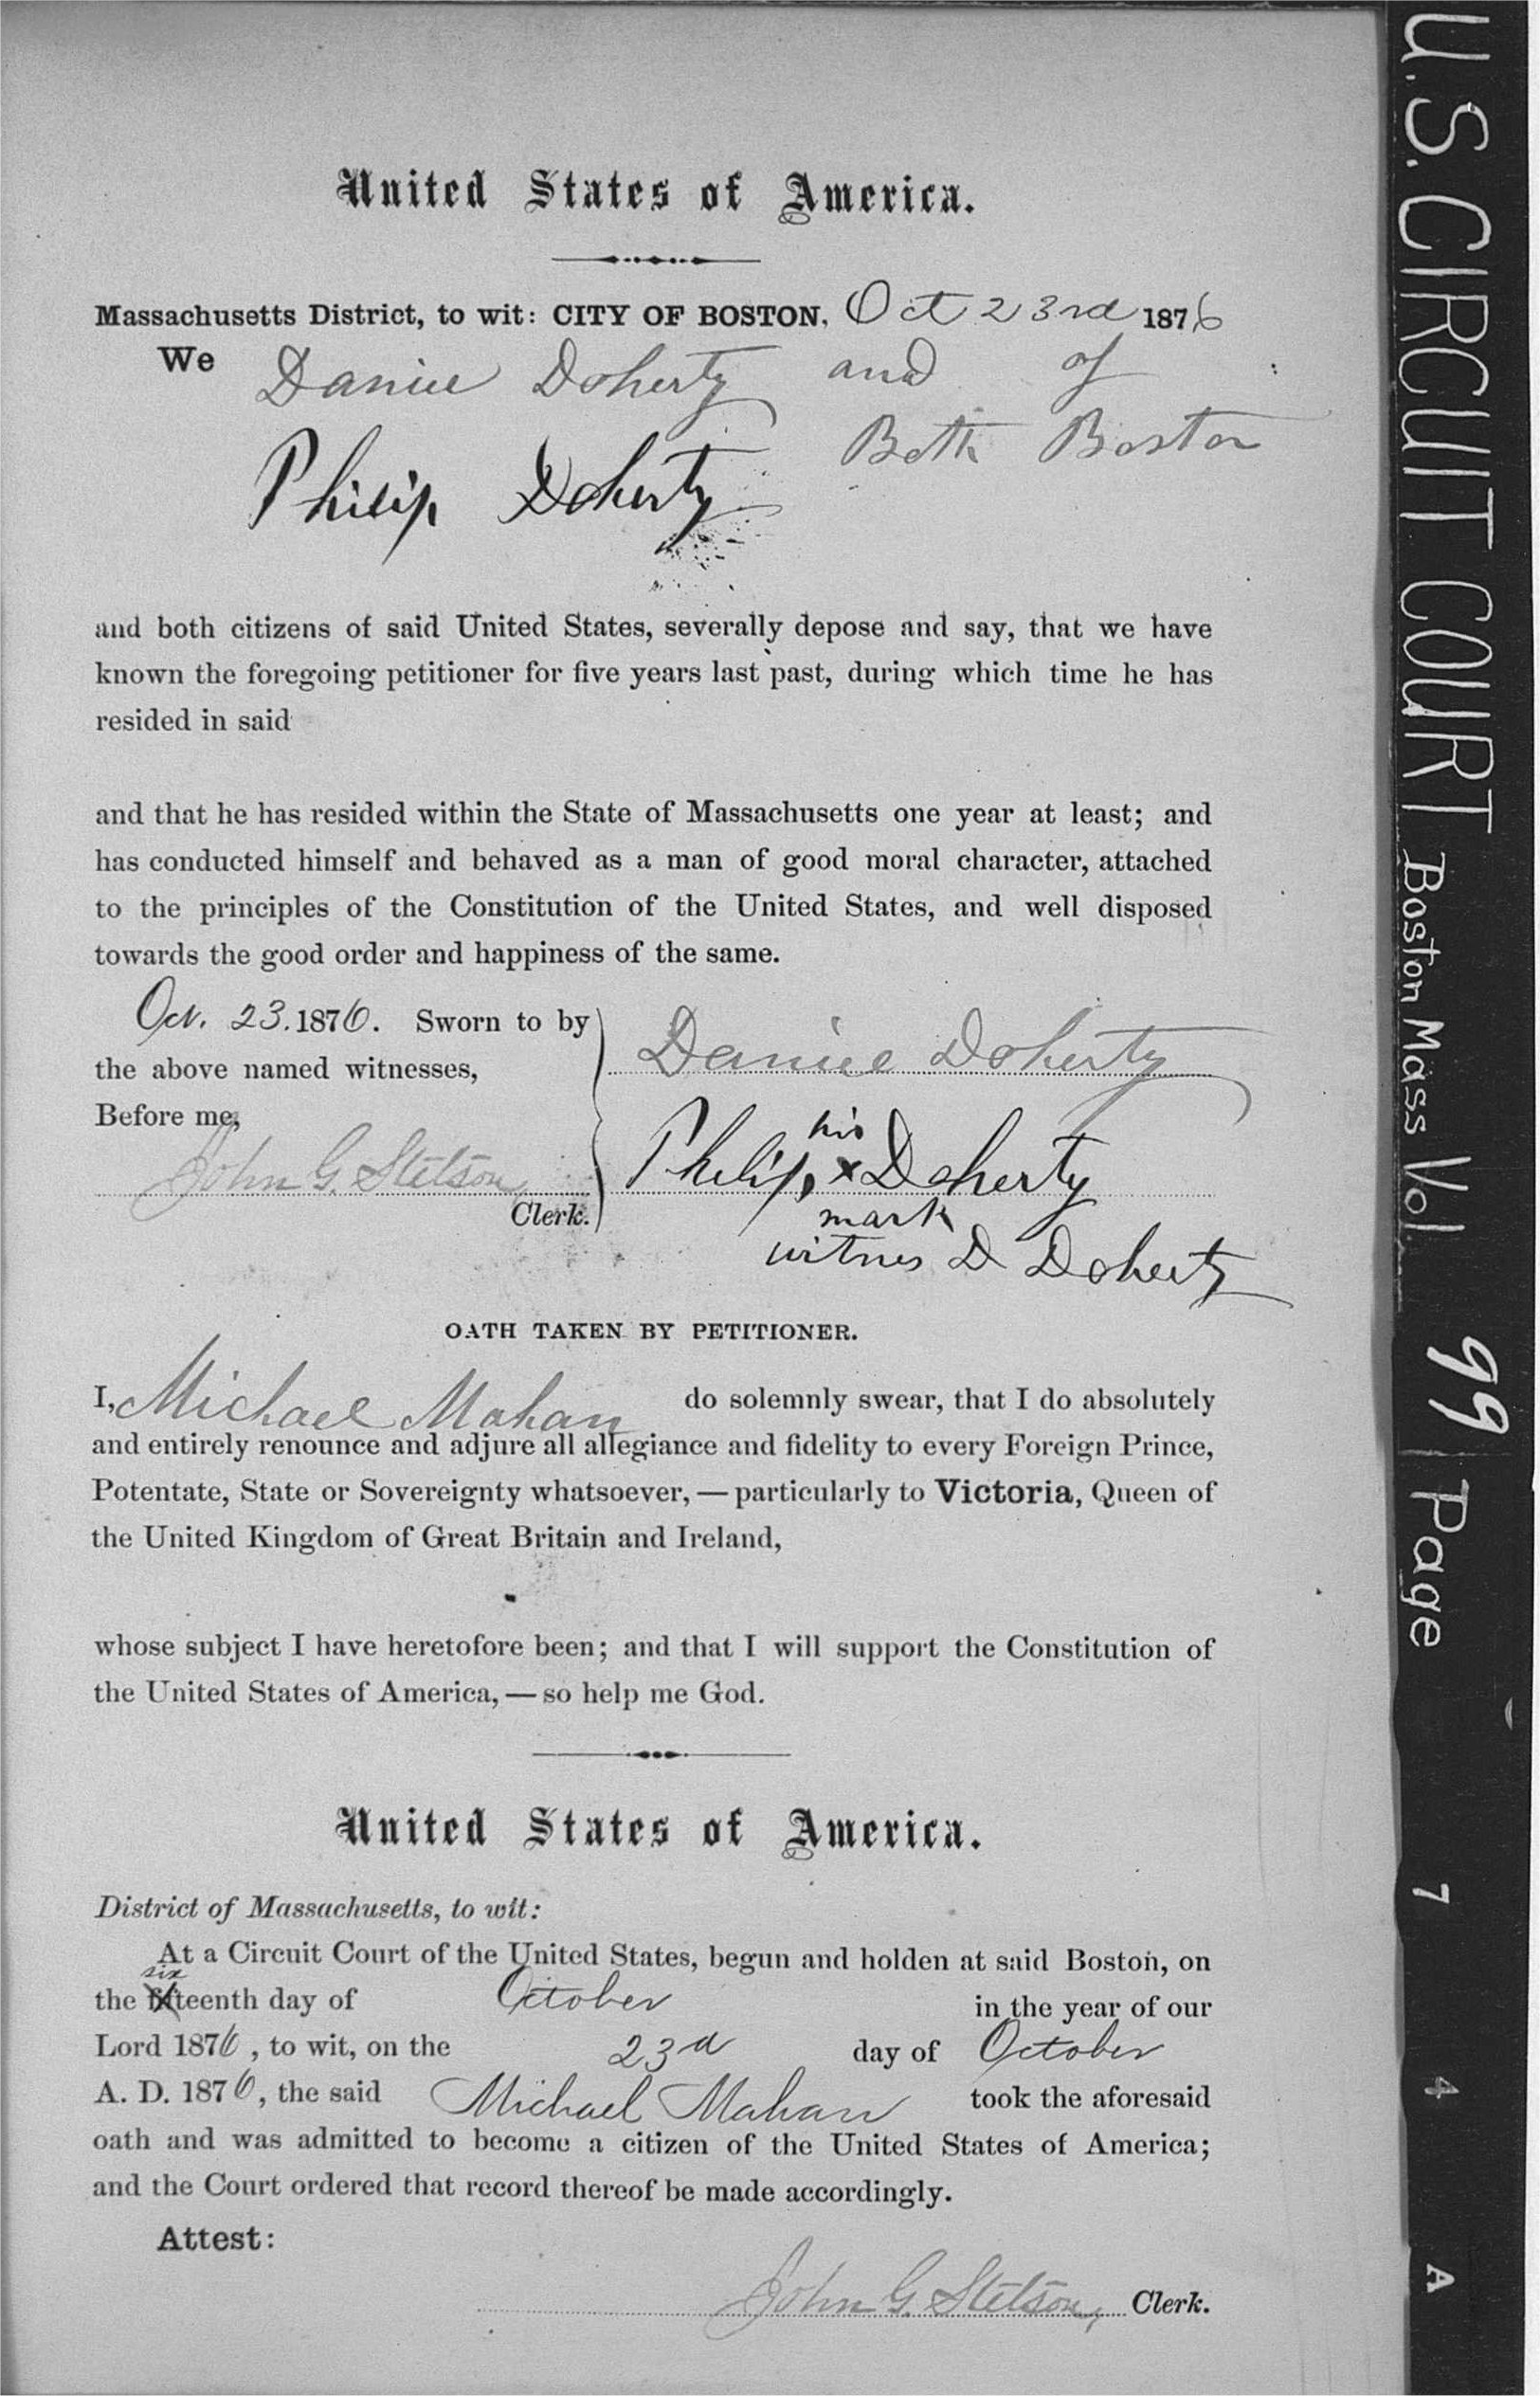 United States of America.
Massachusetts District, to wit: CITY OF BOSTON, Oct 23rd 1876
We Daniel Doherty and of
Both Boston
Philip Doherty
and both citizens of said United States, severally depose and say, that we have
known the foregoing petitioner for five years last past, during which time he has
resided in said
and that he has resided within the State of Massachusetts one year at least; and
has conducted himself and behaved as a man of good moral character, attached
to the principles of the Constitution of the United States, and well disposed
towards the good order and happiness of the same.
Oct. 23. 1876. Sworn to by
the above named witnesses,
Before me,
John G. Stetson,
Clerk.
Daniel Doherty
his
Philip x Doherty
mark
witnes D Doherty
OATH TAKEN BY PETITIONER.
I, Michael Mahan do solemnly swear, that I do absolutely
and entirely renounce and adjure all allegiance and fidelity to every Foreign Prince,
Potentate, State or Sovereignty whatsoever, — particularly to Victoria, Queen of
the United Kingdom of Great Britain and Ireland,
whose subject I have heretofore been; and that I will support the Constitution of
the United States of America, — so help me God.
United States of America.
District of Massachusetts, to wit:
At a Circuit Court of the United States, begun and holden at said Boston, on
six
the fifteenth day of October in the year of our
Lord 1876, to wit, on the 23d day of October
A. D. 1876, the said Michael Mahan took the aforesaid
oath and was admitted to become a citizen of the United States of America;
and the Court ordered that record thereof be made accordingly.
Attest:
John G. Stetson, Clerk.
U.S. CIRCUIT COURT Boston Mass Vol. 99 Page 7 4 A